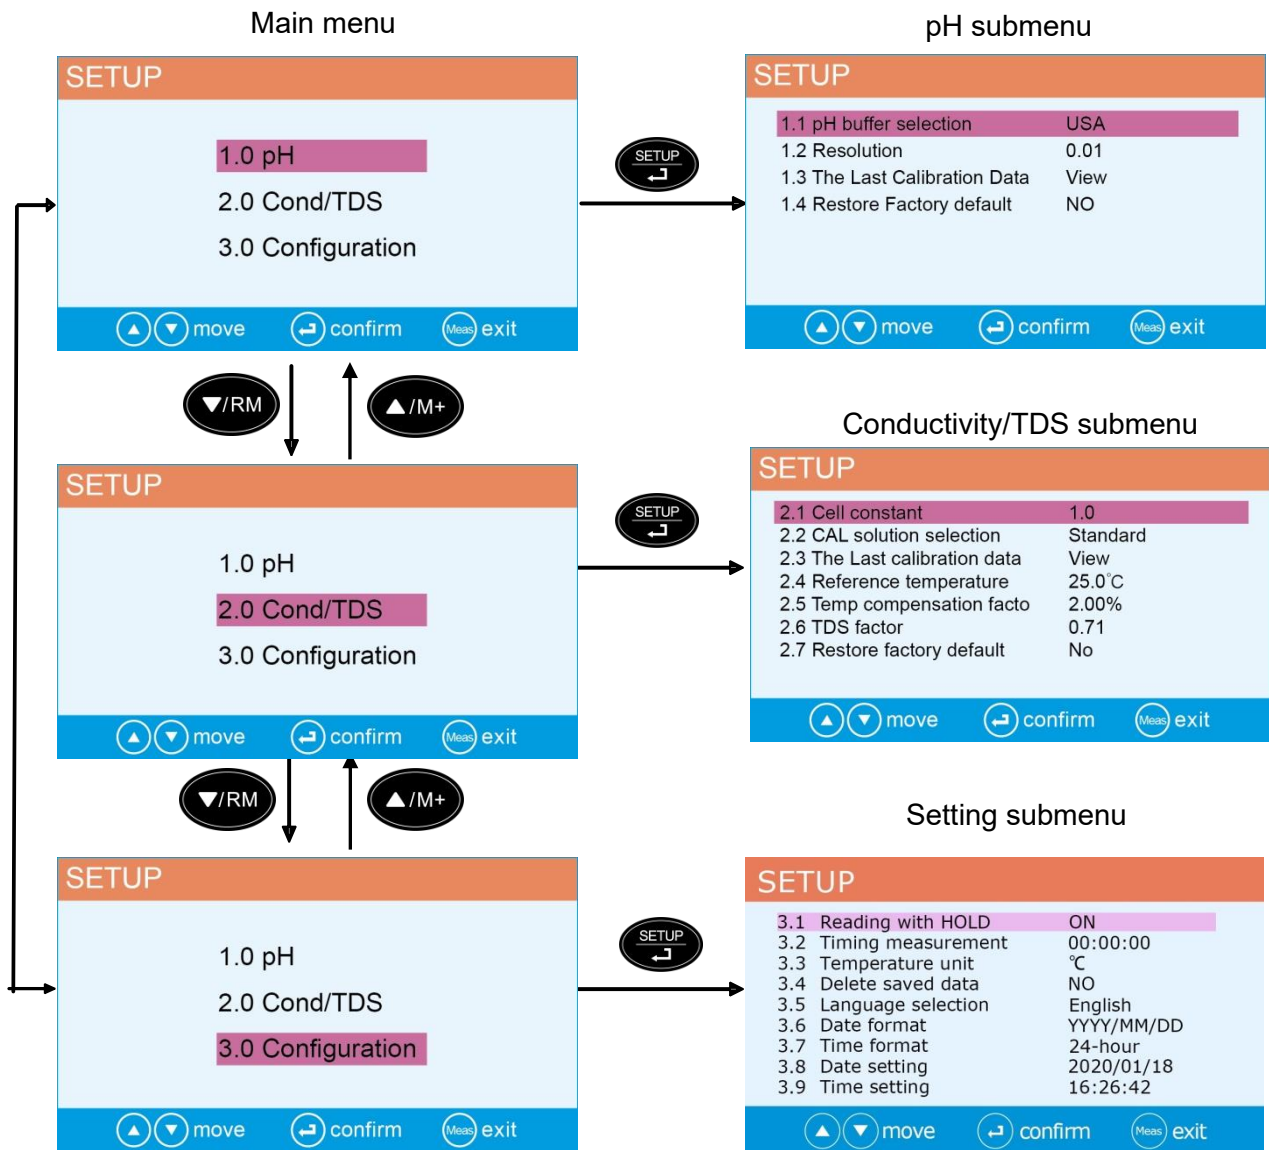 Main menu
SETUP
1.0 pH
2.0 Cond/TDS
3.0 Configuration
move confirm Meas exit
SETUP
pH submenu
SETUP
1.1 pH buffer selection USA
1.2 Resolution 0.01
1.3 The Last Calibration Data View
1.4 Restore Factory default NO
move confirm Meas exit
/RM
/M+
SETUP
1.0 pH
2.0 Cond/TDS
3.0 Configuration
move confirm Meas exit
SETUP
Conductivity/TDS submenu
SETUP
2.1 Cell constant 1.0
2.2 CAL solution selection Standard
2.3 The Last calibration data View
2.4 Reference temperature 25.0℃
2.5 Temp compensation facto 2.00%
2.6 TDS factor 0.71
2.7 Restore factory default No
move confirm Meas exit
/RM
/M+
SETUP
1.0 pH
2.0 Cond/TDS
3.0 Configuration
move confirm Meas exit
SETUP
Setting submenu
SETUP
3.1 Reading with HOLD ON
3.2 Timing measurement 00:00:00
3.3 Temperature unit ℃
3.4 Delete saved data NO
3.5 Language selection English
3.6 Date format YYYY/MM/DD
3.7 Time format 24-hour
3.8 Date setting 2020/01/18
3.9 Time setting 16:26:42
move confirm Meas exit